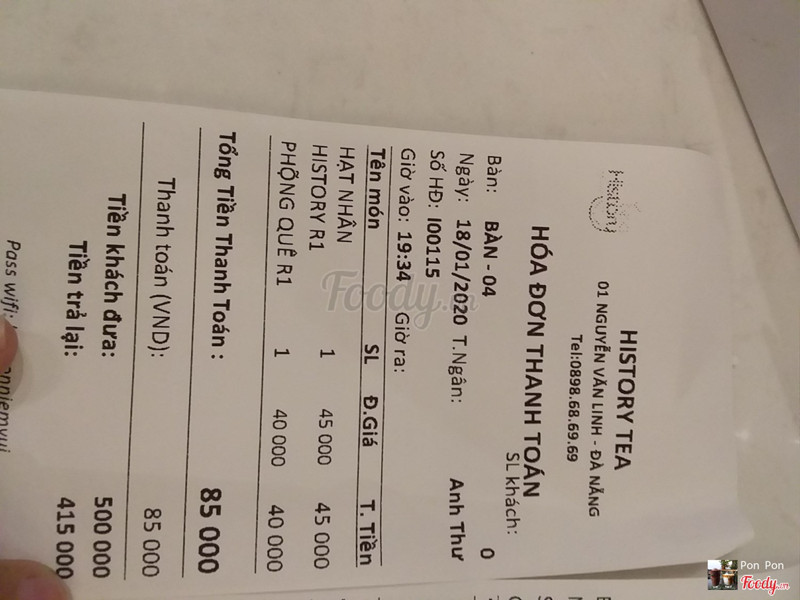 History
HISTORY TEA
01 NGUYỄN VĂN LINH - ĐÀ NẴNG
Tel:0898.68.69.69
HÓA ĐƠN THANH TOÁN
SL khách: 0
Bàn: BÀN - 04
Ngày: 18/01/2020 T.Ngân: Anh Thư
Số HĐ: I00115
Giờ vào: 19:34 Giờ ra:
Tên món SL Đ.Giá T. Tiền
HẠT NHÂN
HISTORY R1 1 45 000 45 000
PHỘNG QUÊ R1 1 40 000 40 000
Tổng Tiền Thanh Toán : 85 000
Thanh toán (VND): 85 000
Tiền khách đưa: 500 000
Tiền trả lại: 415 000
Pass wifi:
Foody.vn
Pon Pon
Foody.vn